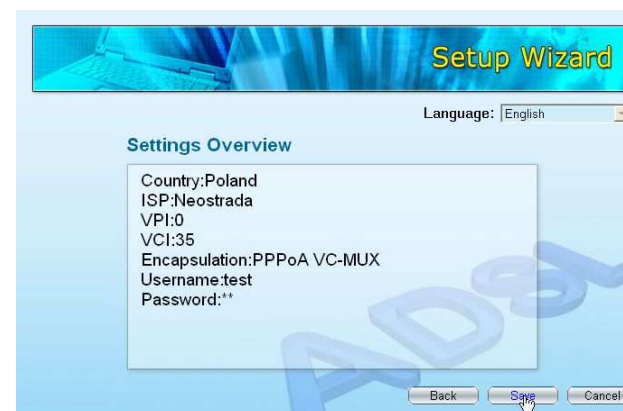 Setup Wizard
Language: English
Settings Overview
Country:Poland
ISP:Neostrada
VPI:0
VCI:35
Encapsulation:PPPoA VC-MUX
Username:test
Password:**
ADSL
Back Save Cancel